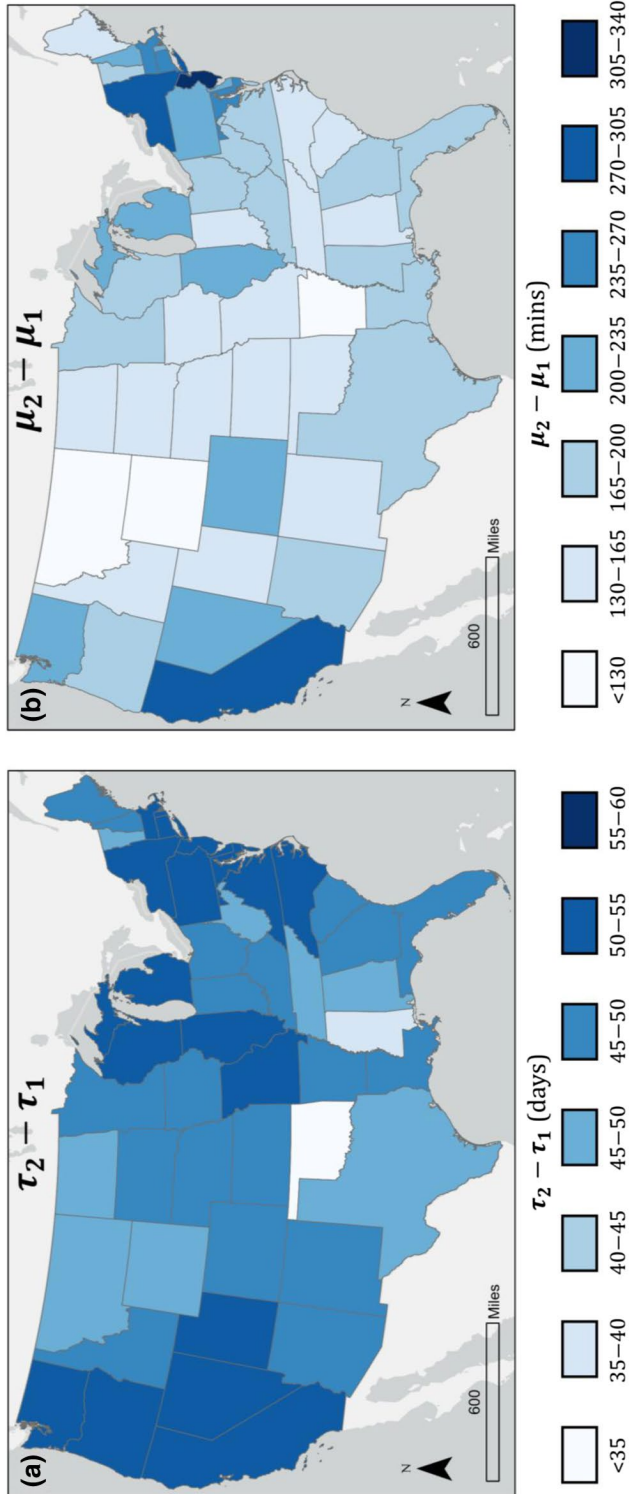 (a)
τ₂ − τ₁
N
600
Miles
τ₂ − τ₁ (days)
<35
35−40
40−45
45−50
45−50
50−55
55−60
(b)
μ₂ − μ₁
N
600
Miles
μ₂ − μ₁ (mins)
<130
130−165
165−200
200−235
235−270
270−305
305−340